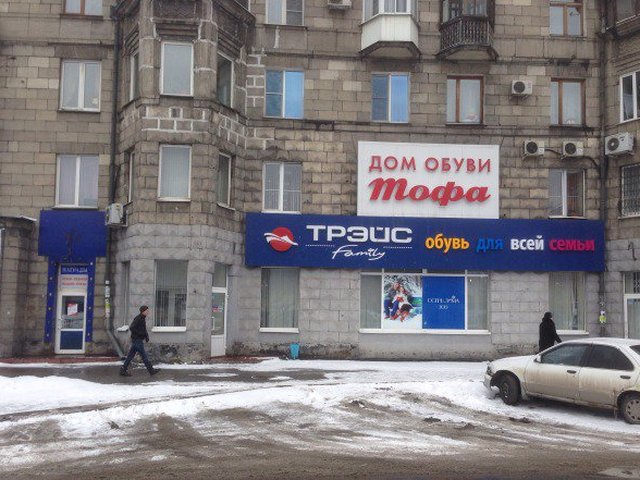 ДОМ ОБУВИ
Тофа
ТРЭЙС
Family
обувь для всей семьи